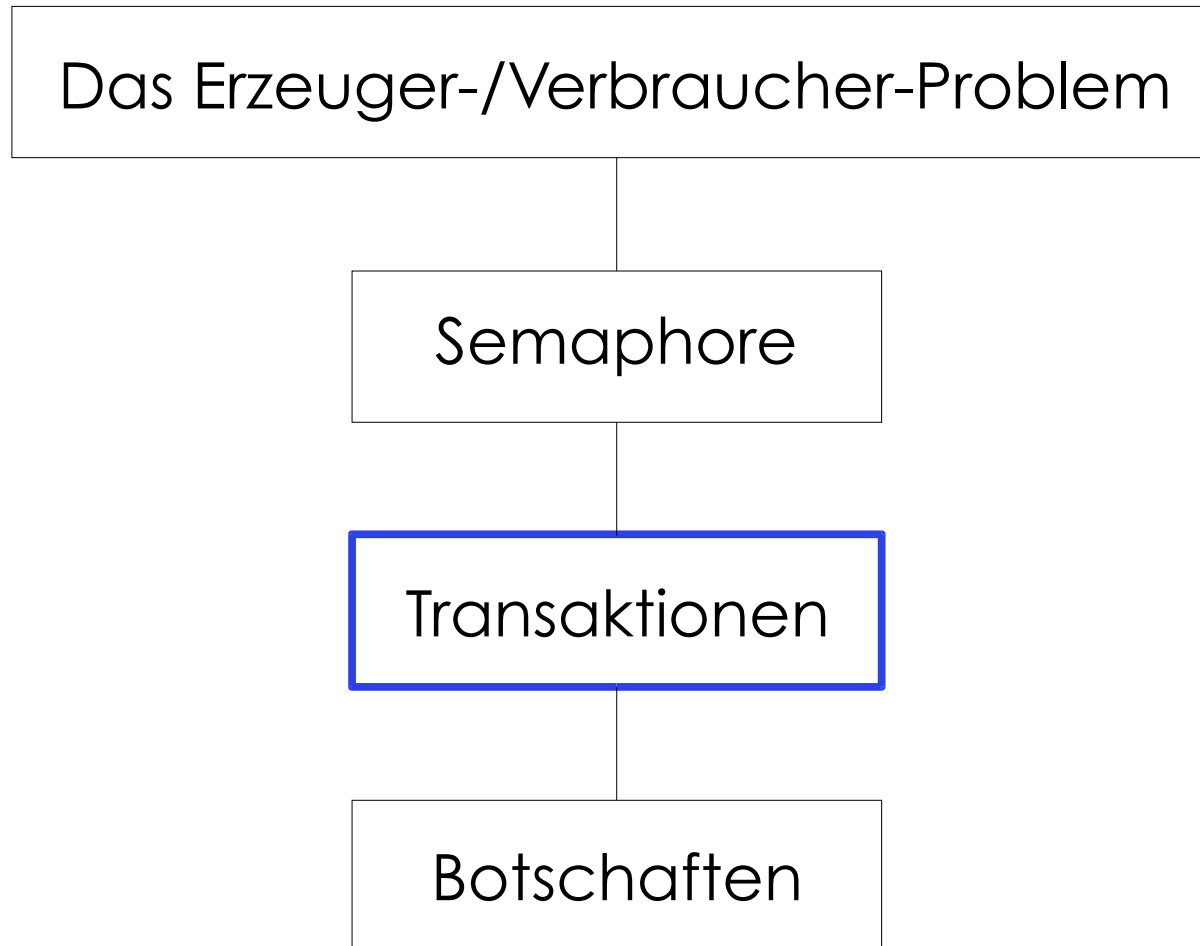 Das Erzeuger-/Verbraucher-Problem
Semaphore
Transaktionen
Botschaften